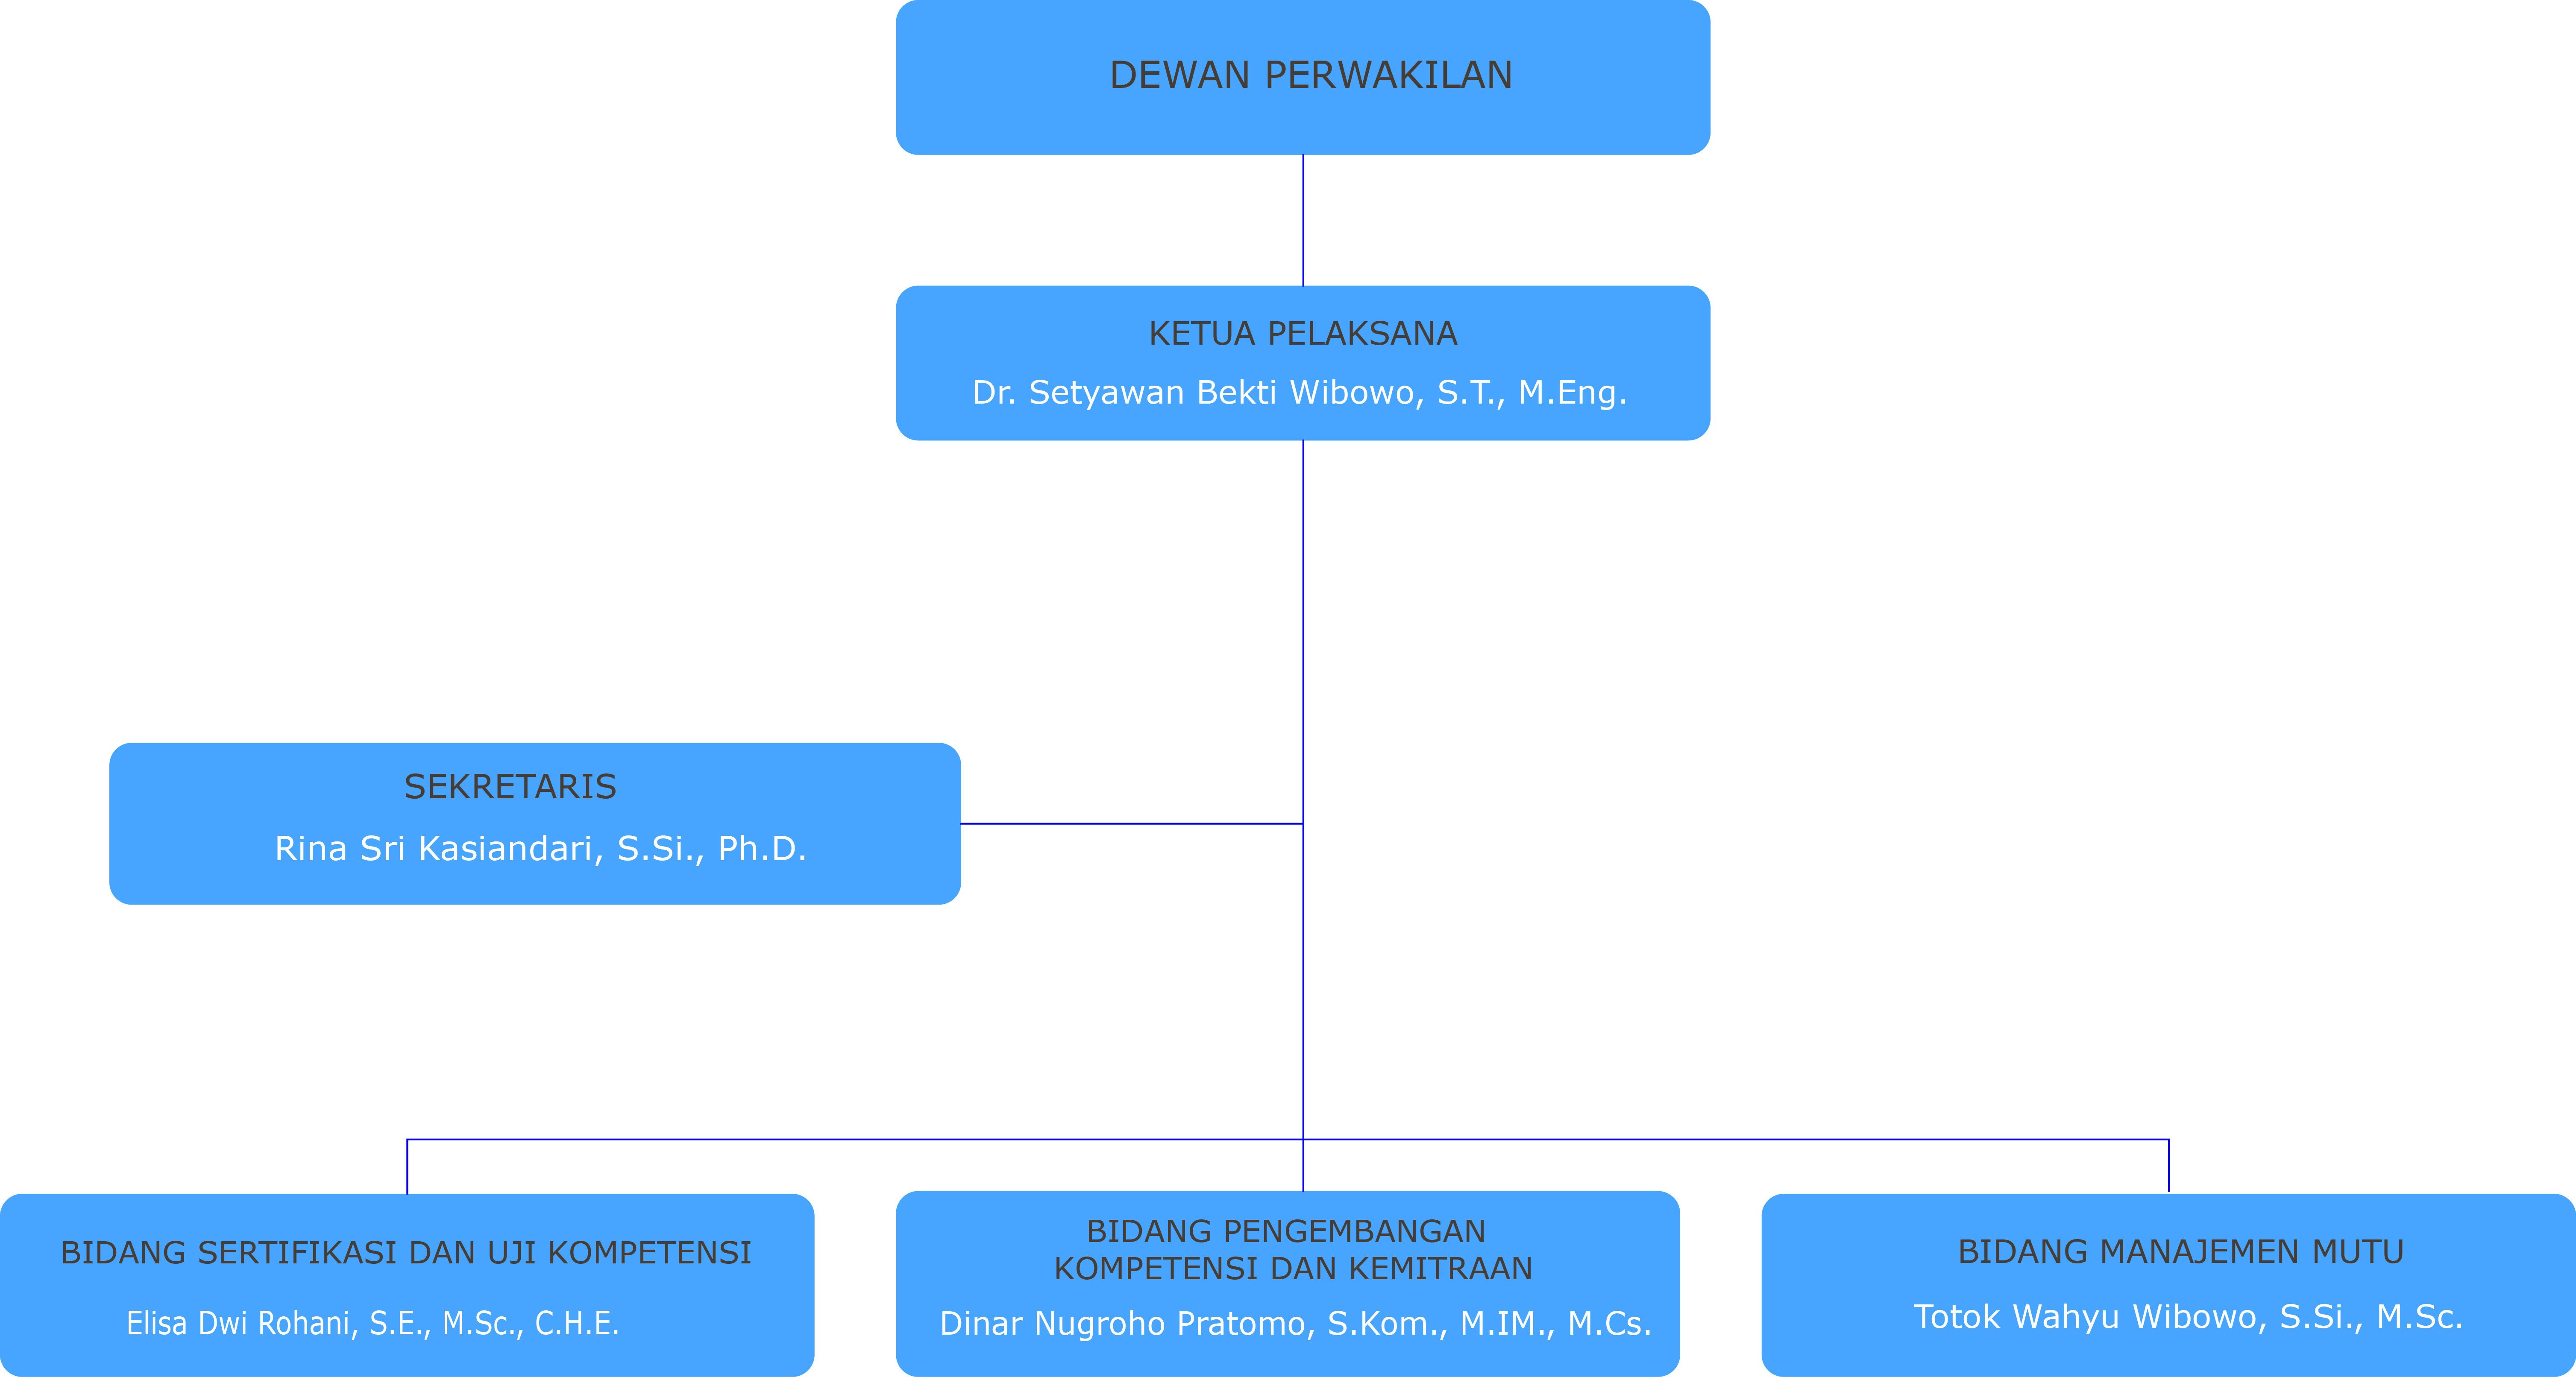 DEWAN PERWAKILAN
KETUA PELAKSANA
Dr. Setyawan Bekti Wibowo, S.T., M.Eng.
SEKRETARIS
Rina Sri Kasiandari, S.Si., Ph.D.
BIDANG SERTIFIKASI DAN UJI KOMPETENSI
Elisa Dwi Rohani, S.E., M.Sc., C.H.E.
BIDANG PENGEMBANGAN
KOMPETENSI DAN KEMITRAAN
Dinar Nugroho Pratomo, S.Kom., M.IM., M.Cs.
BIDANG MANAJEMEN MUTU
Totok Wahyu Wibowo, S.Si., M.Sc.